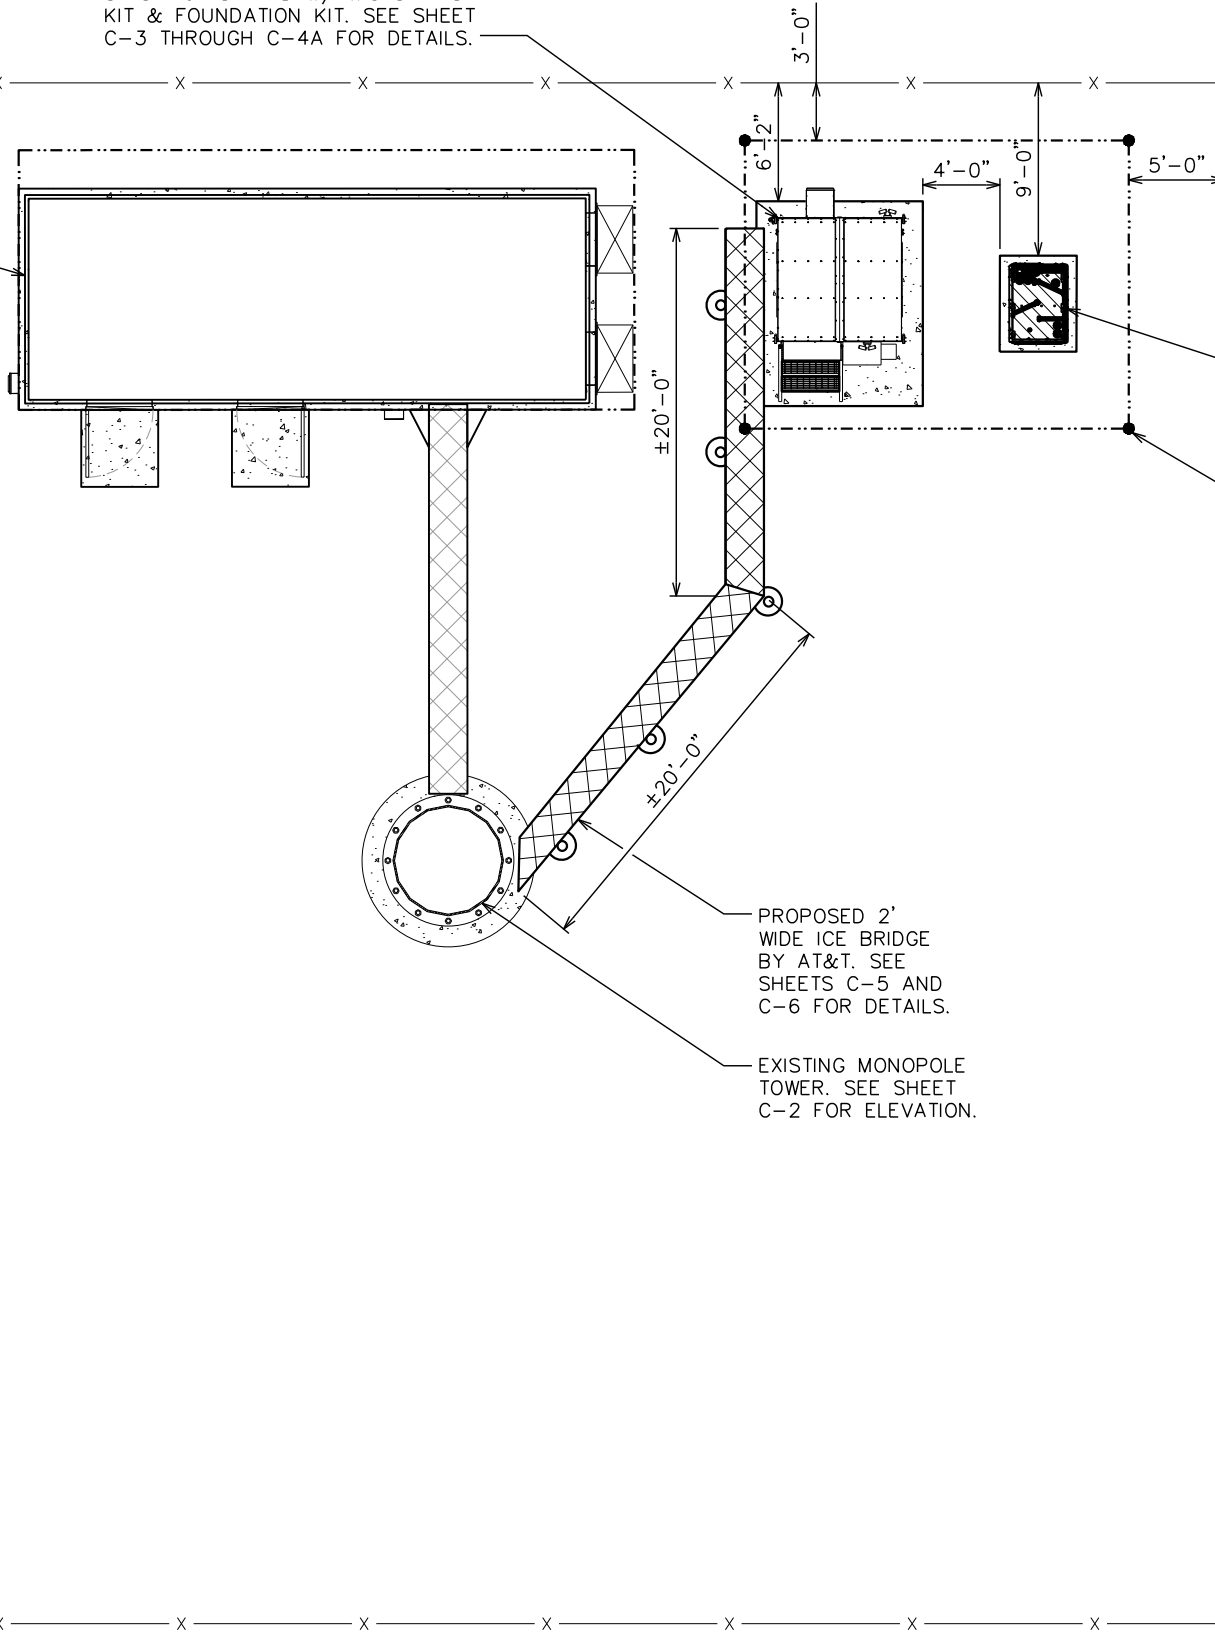 KIT & FOUNDATION KIT. SEE SHEET
C-3 THROUGH C-4A FOR DETAILS.
3'-0"
6'-2"
9'-0"
4'-0"
5'-0"
±20'-0"
±20'-0"
PROPOSED 2'
WIDE ICE BRIDGE
BY AT&T. SEE
SHEETS C-5 AND
C-6 FOR DETAILS.
EXISTING MONOPOLE
TOWER. SEE SHEET
C-2 FOR ELEVATION.